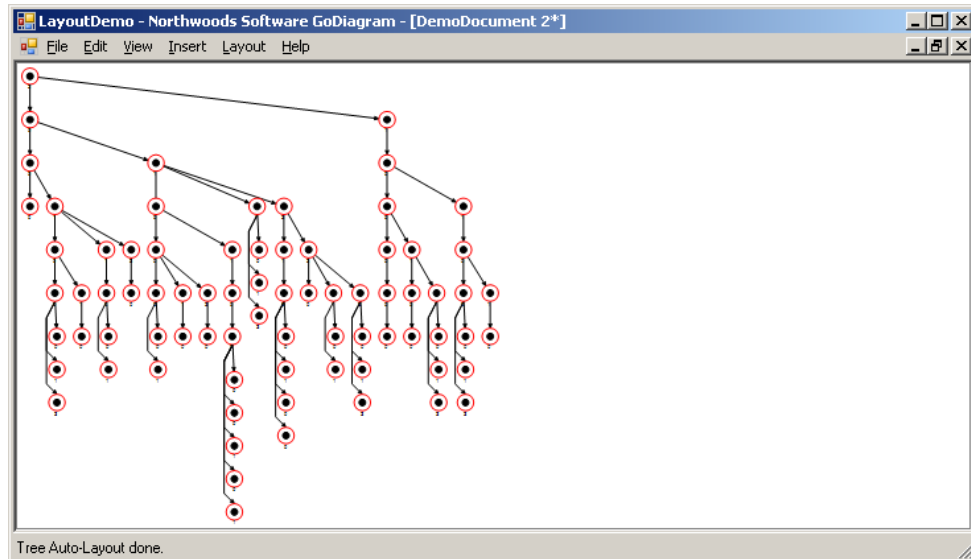 LayoutDemo - Northwoods Software GoDiagram - [DemoDocument 2*]
File Edit View Insert Layout Help
Tree Auto-Layout done.